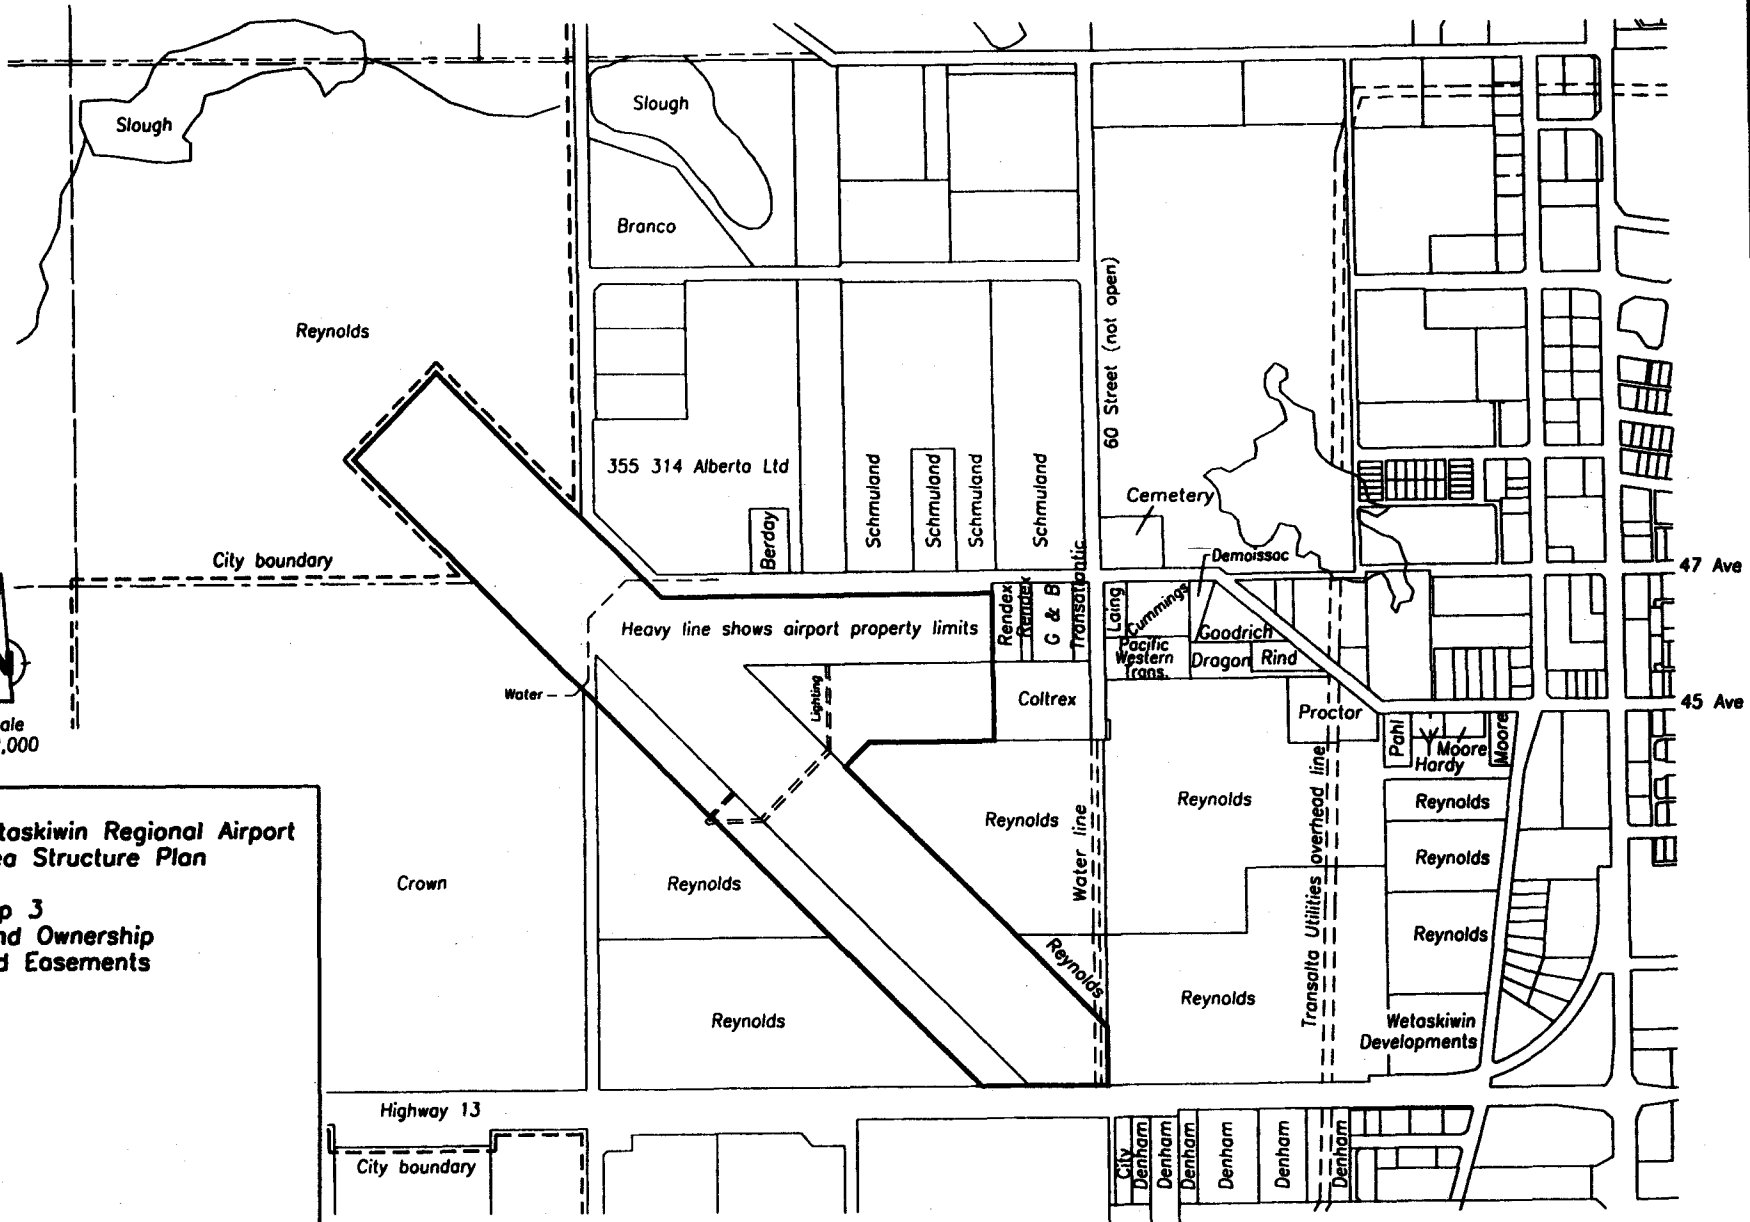 Slough
Slough
Branco
Reynolds
60 Street (not open)
355 314 Alberta Ltd
Berday
Schmuland
Schmuland
Schmuland
Schmuland
Cemetery
Demoissac
City boundary
47 Ave
Heavy line shows airport property limits
Rendex
Rendex
G & B
Transatlantic
Laing
Cummings
Goodrich
Pacific
Western
Trans.
Dragon
Rind
Water
Lighting
Coltrex
Proctor
45 Ave
ale
,000
Pahl
Moore
Hardy
Moore
Reynolds
Reynolds
Reynolds
Water line
Transalta Utilities overhead line
taskiwin Regional Airport
ea Structure Plan
p 3
nd Ownership
d Easements
Crown
Reynolds
Reynolds
Reynolds
Reynolds
Reynolds
Reynolds
Wetaskiwin
Developments
Highway 13
City boundary
City
Denham
Denham
Denham
Denham
Denham
Denham